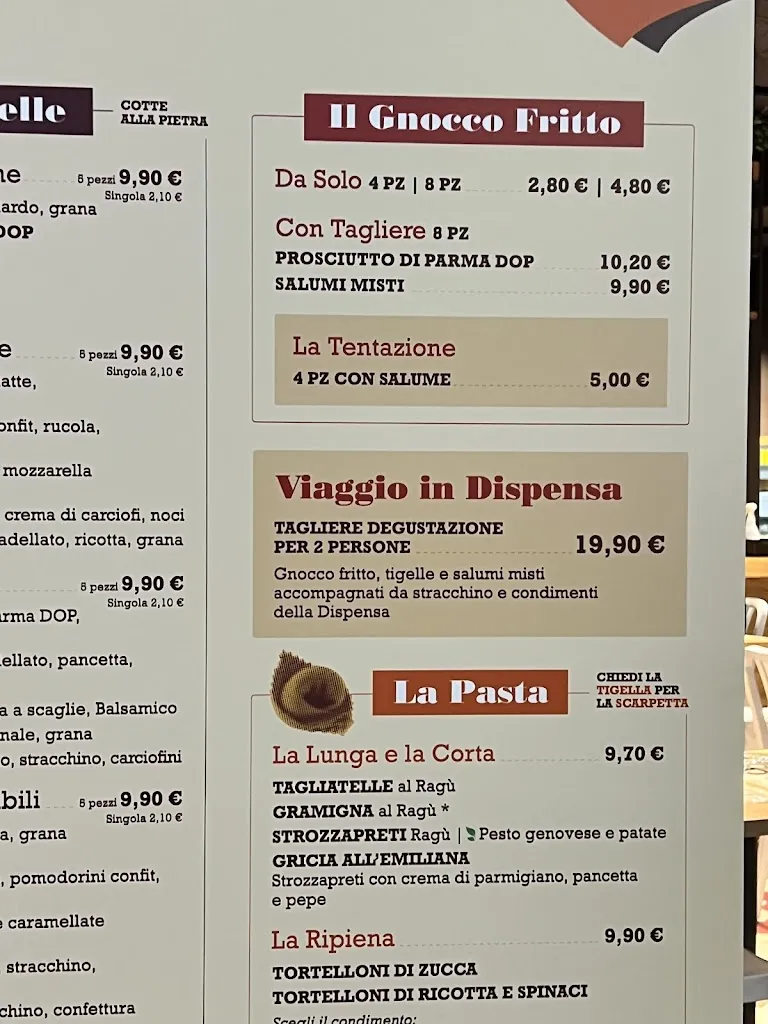 elle
COTTE
ALLA PIETRA
ne 5 pezzi 9,90 €
Singola 2,10 €
ardo, grana
DOP
e 5 pezzi 9,90 €
Singola 2,10 €
atte,
onfit, rucola,
mozzarella
crema di carciofi, noci
adellato, ricotta, grana
5 pezzi 9,90 €
Singola 2,10 €
arma DOP,
ellato, pancetta,
a a scaglie, Balsamico
nale, grana
o, stracchino, carciofini
bili 5 pezzi 9,90 €
Singola 2,10 €
a, grana
, pomodorini confit,
e caramellate
stracchino,
chino, confettura
Il Gnocco Fritto
Da Solo 4 PZ | 8 PZ 2,80 € | 4,80 €
Con Tagliere 8 PZ
PROSCIUTTO DI PARMA DOP 10,20 €
SALUMI MISTI 9,90 €
La Tentazione
4 PZ CON SALUME 5,00 €
Viaggio in Dispensa
TAGLIERE DEGUSTAZIONE
PER 2 PERSONE 19,90 €
Gnocco fritto, tigelle e salumi misti
accompagnati da stracchino e condimenti
della Dispensa
La Pasta
CHIEDI LA
TIGELLA PER
LA SCARPETTA
La Lunga e la Corta 9,70 €
TAGLIATELLE al Ragù
GRAMIGNA al Ragù *
STROZZAPRETI Ragù | Pesto genovese e patate
GRICIA ALL'EMILIANA
Strozzapreti con crema di parmigiano, pancetta
e pepe
La Ripiena 9,90 €
TORTELLONI DI ZUCCA
TORTELLONI DI RICOTTA E SPINACI
Scegli il condimento: